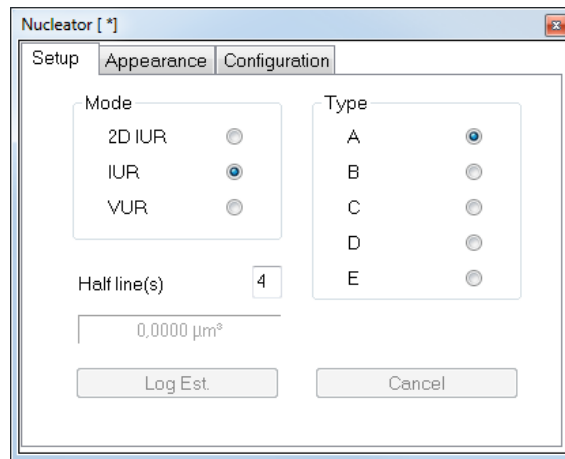 Nucleator [ *]
Setup Appearance Configuration
Mode
2D IUR
IUR
VUR
Type
A
B
C
D
E
Half line(s) 4
0,0000 µm³
Log Est. Cancel